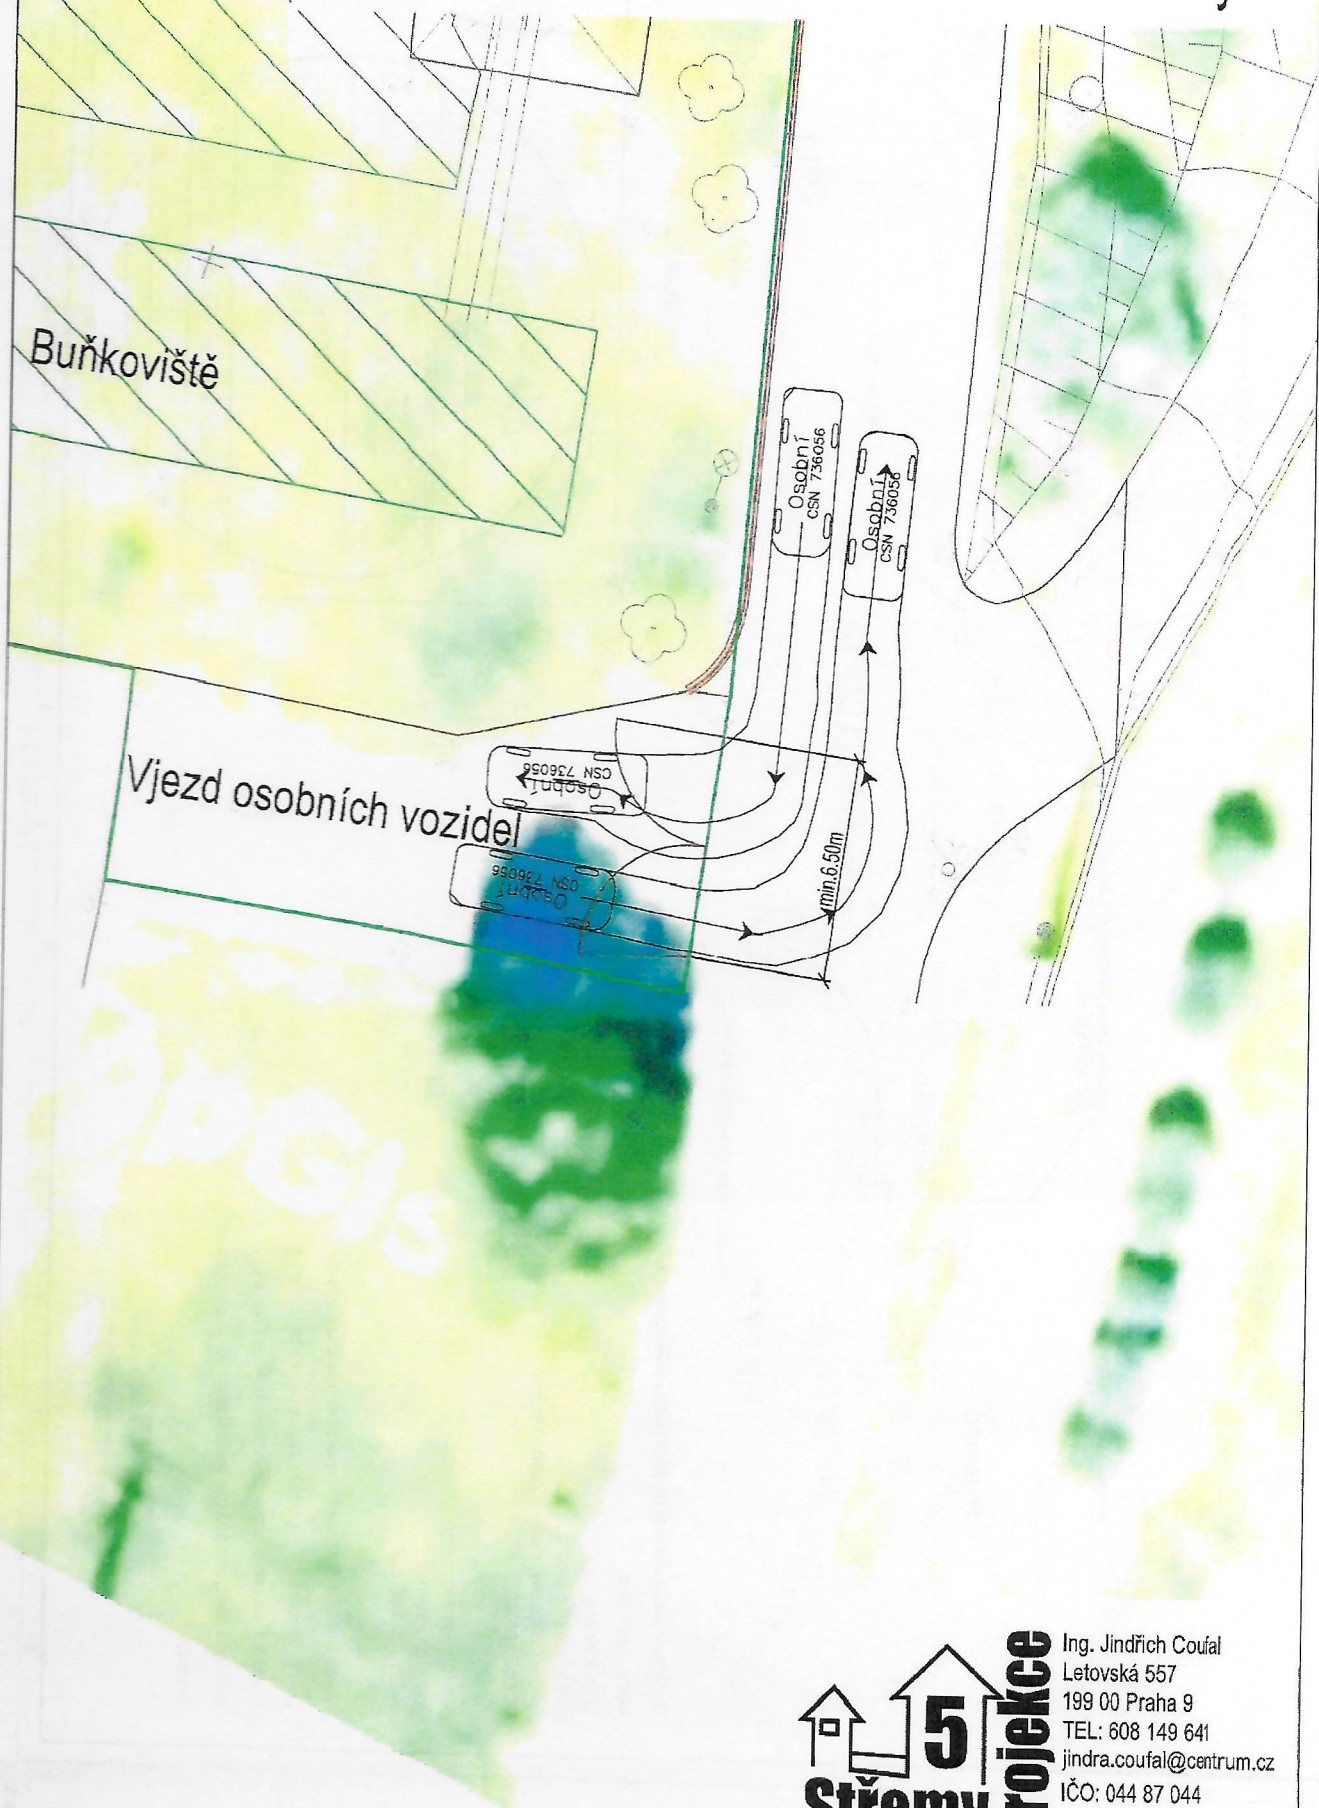 Buňkoviště
Osobní
CSN 736056
Osobní
CSN 736056
Vjezd osobních vozidel
Osobní
CSN 736056
Osobní
CSN 736056
min.6,50m
5
Střemy
rojekce
Ing. Jindřich Coufal
Letovská 557
199 00 Praha 9
TEL: 608 149 641
jindra.coufal@centrum.cz
IČO: 044 87 044